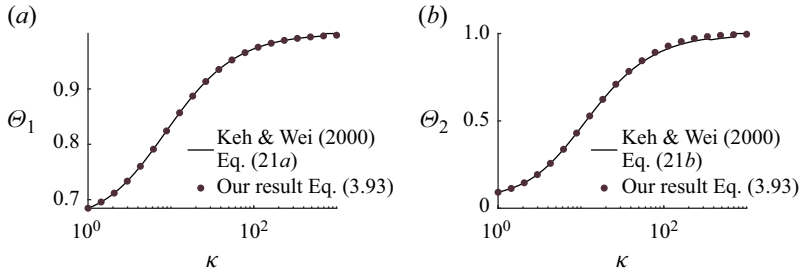 (a)
0.9
0.8
0.7
Θ1
Keh & Wei (2000)
Eq. (21a)
Our result Eq. (3.93)
10^0
10^2
κ
(b)
1.0
0.5
0
Θ2
Keh & Wei (2000)
Eq. (21b)
Our result Eq. (3.93)
10^0
10^2
κ